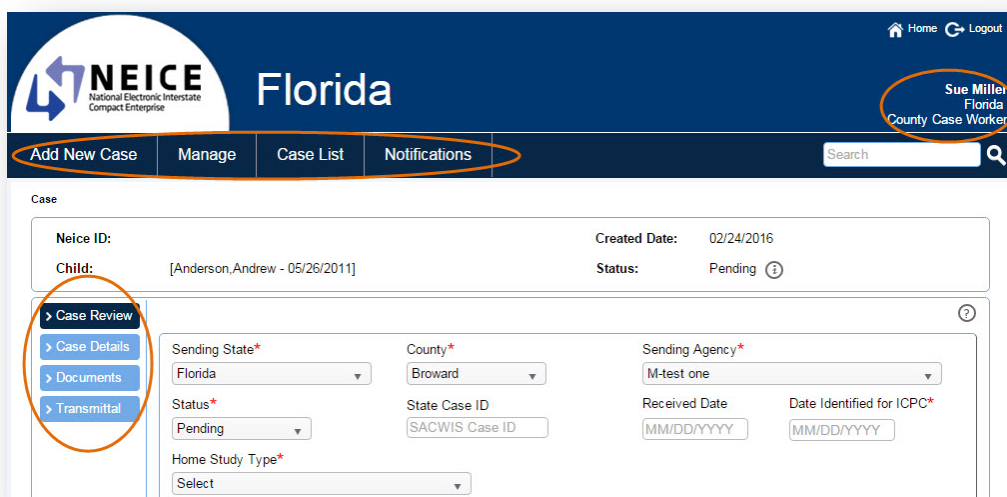 Home Logout
NEICE
National Electronic Interstate
Compact Enterprise
Florida
Sue Miller
Florida
County Case Worker
Add New Case Manage Case List Notifications Search
Case
Neice ID: Created Date: 02/24/2016
Child: [Anderson,Andrew - 05/26/2011] Status: Pending i
> Case Review ?
> Case Details
> Documents
> Transmittal
Sending State* County* Sending Agency*
Florida Broward M-test one
Status* State Case ID Received Date Date Identified for ICPC*
Pending SACWIS Case ID MM/DD/YYYY MM/DD/YYYY
Home Study Type*
Select